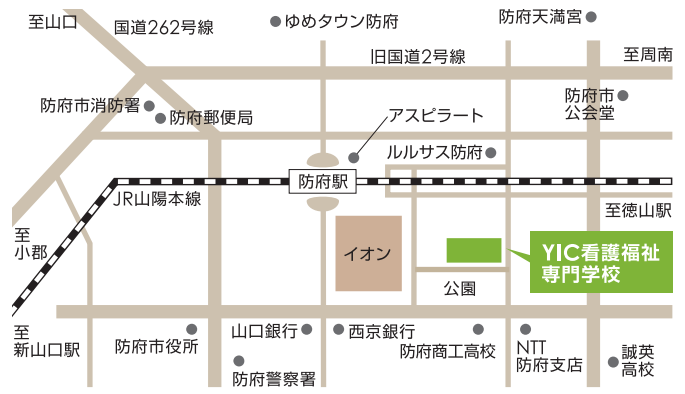 至山口
国道262号線
ゆめタウン防府
防府天満宮
旧国道2号線
至周南
防府市消防署
防府郵便局
アスピラート
防府市
公会堂
ルルサス防府
防府駅
JR山陽本線
至徳山駅
至
小郡
イオン
YIC看護福祉
専門学校
公園
至
新山口駅
防府市役所
山口銀行
西京銀行
防府商工高校
NTT
防府支店
誠英
高校
防府警察署